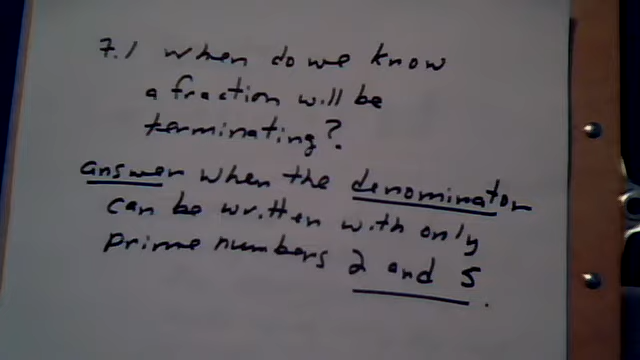 7.1 when do we know
a fraction will be
terminating?
answer when the denominator
can be written with only
prime numbers 2 and 5.